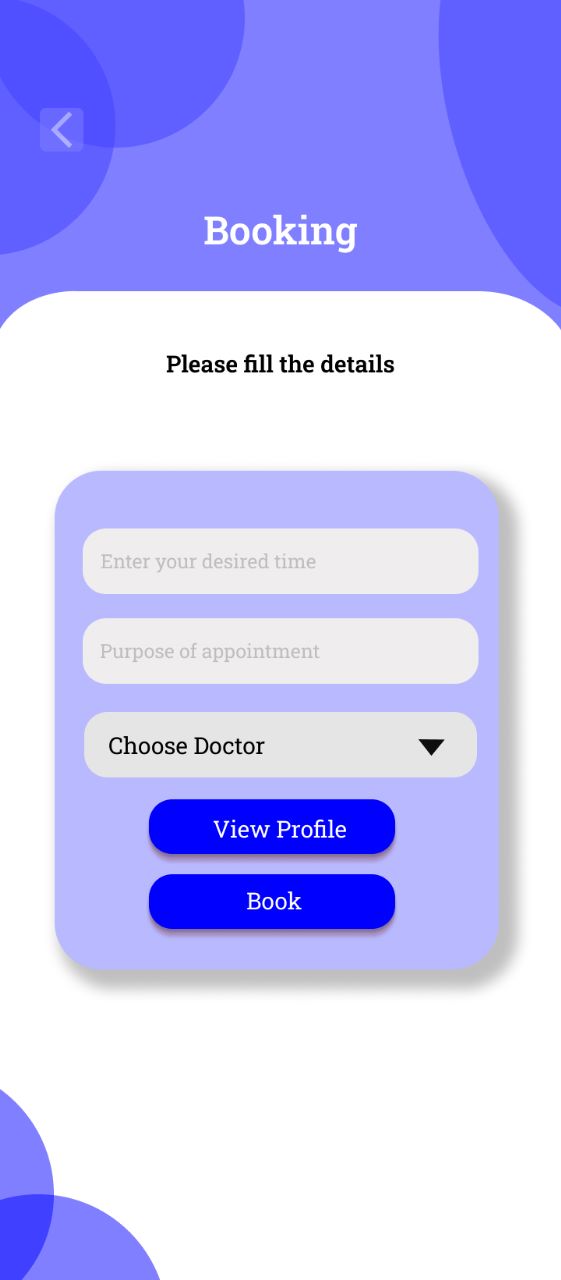 Booking
Please fill the details
Enter your desired time
Purpose of appointment
Choose Doctor
View Profile
Book